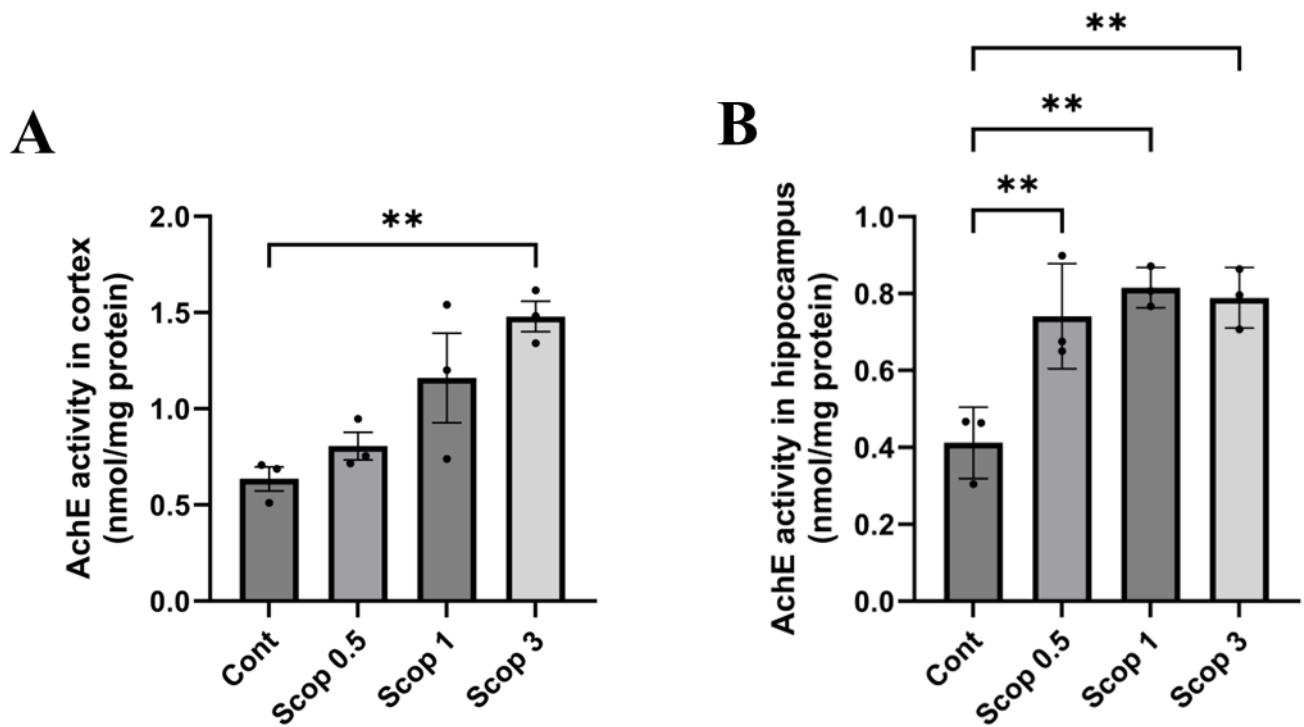 A
AchE activity in cortex
(nmol/mg protein)
2.0
1.5
1.0
0.5
0.0
**
Cont
Scop 0.5
Scop 1
Scop 3
B
AchE activity in hippocampus
(nmol/mg protein)
1.0
0.8
0.6
0.4
0.2
0.0
**
**
**
Cont
Scop 0.5
Scop 1
Scop 3